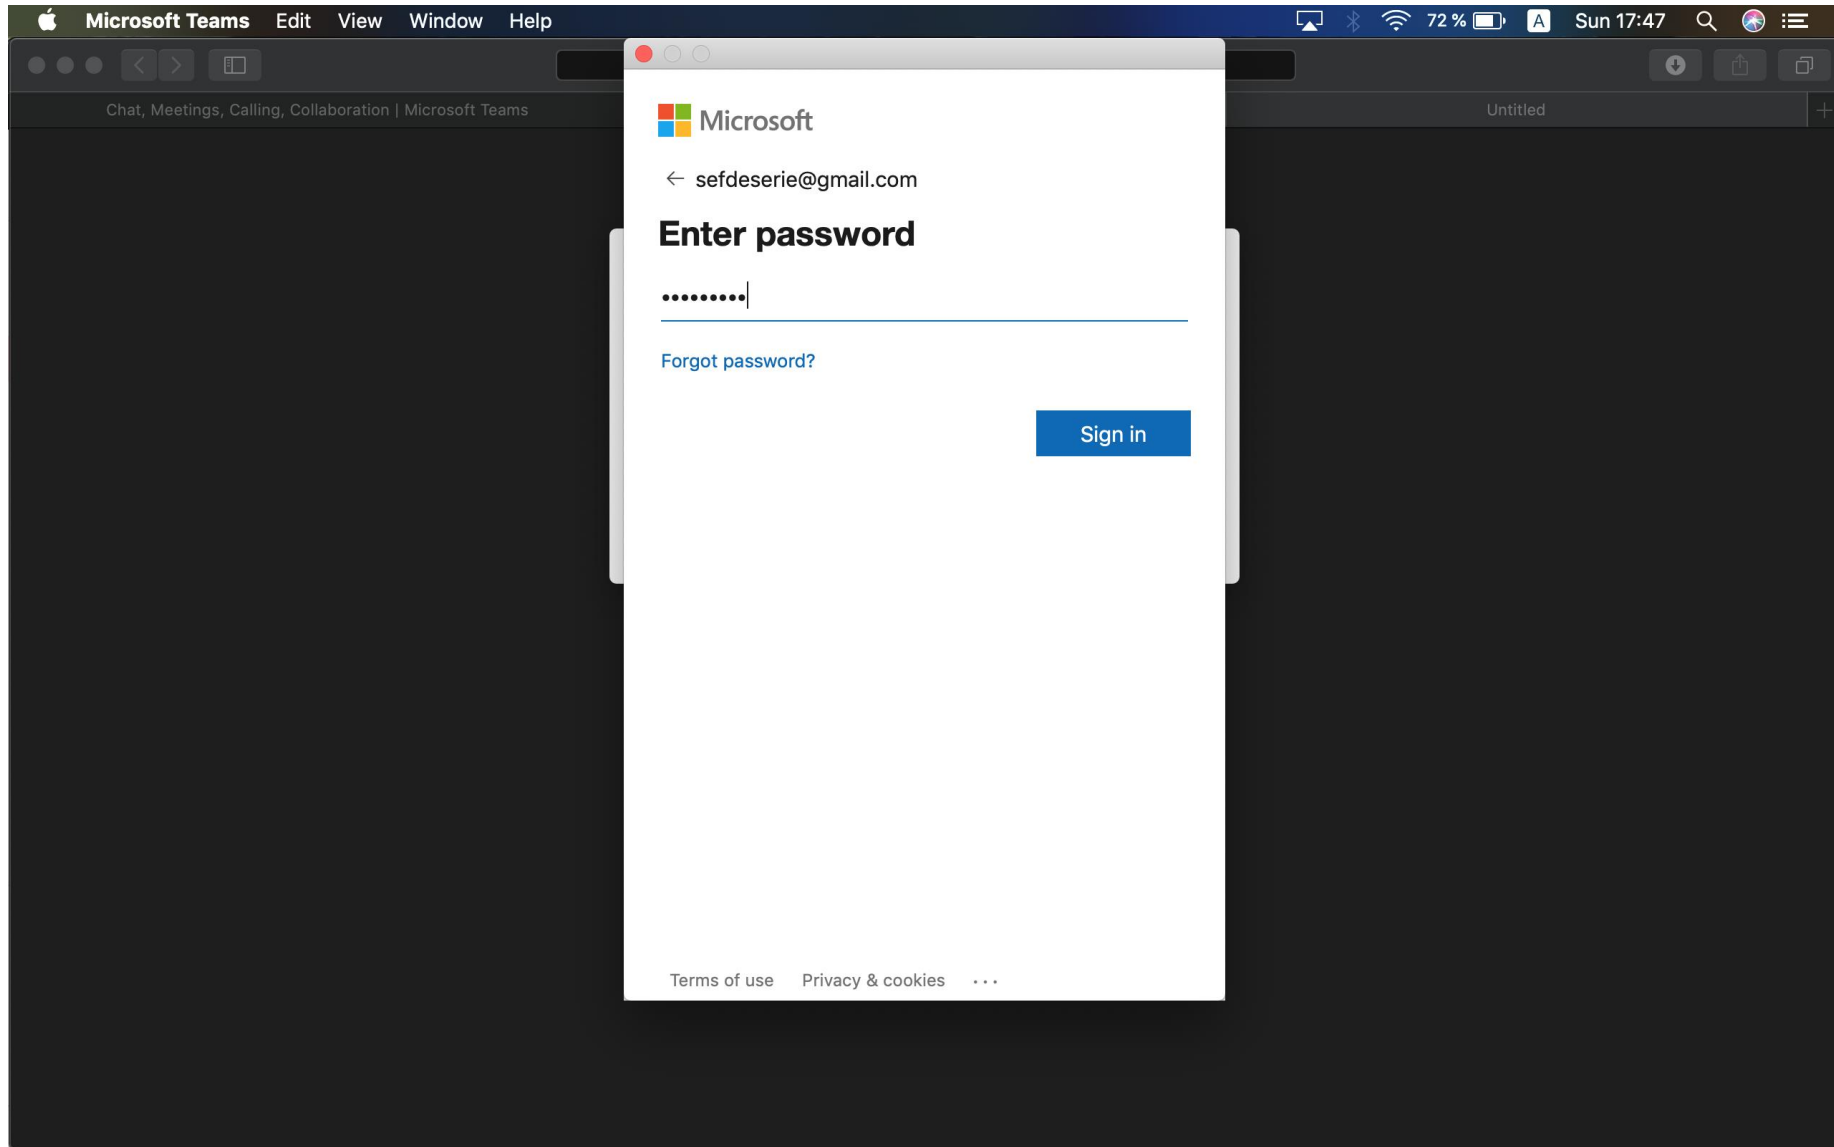 Microsoft Teams Edit View Window Help 72 % A Sun 17:47
Chat, Meetings, Calling, Collaboration | Microsoft Teams Untitled
Microsoft
← sefdeserie@gmail.com
Enter password
•••••••••
Forgot password?
Sign in
Terms of use Privacy & cookies ...